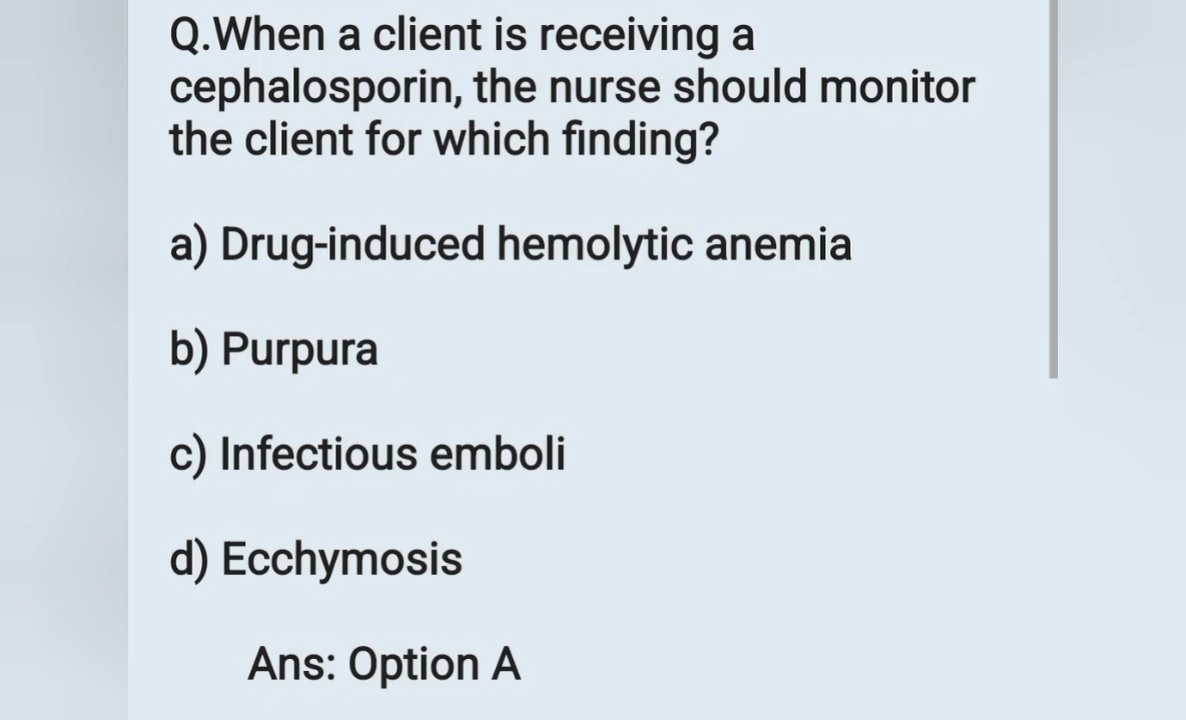 Q.When a client is receiving a
cephalosporin, the nurse should monitor
the client for which finding?
a) Drug-induced hemolytic anemia
b) Purpura
c) Infectious emboli
d) Ecchymosis
Ans: Option A